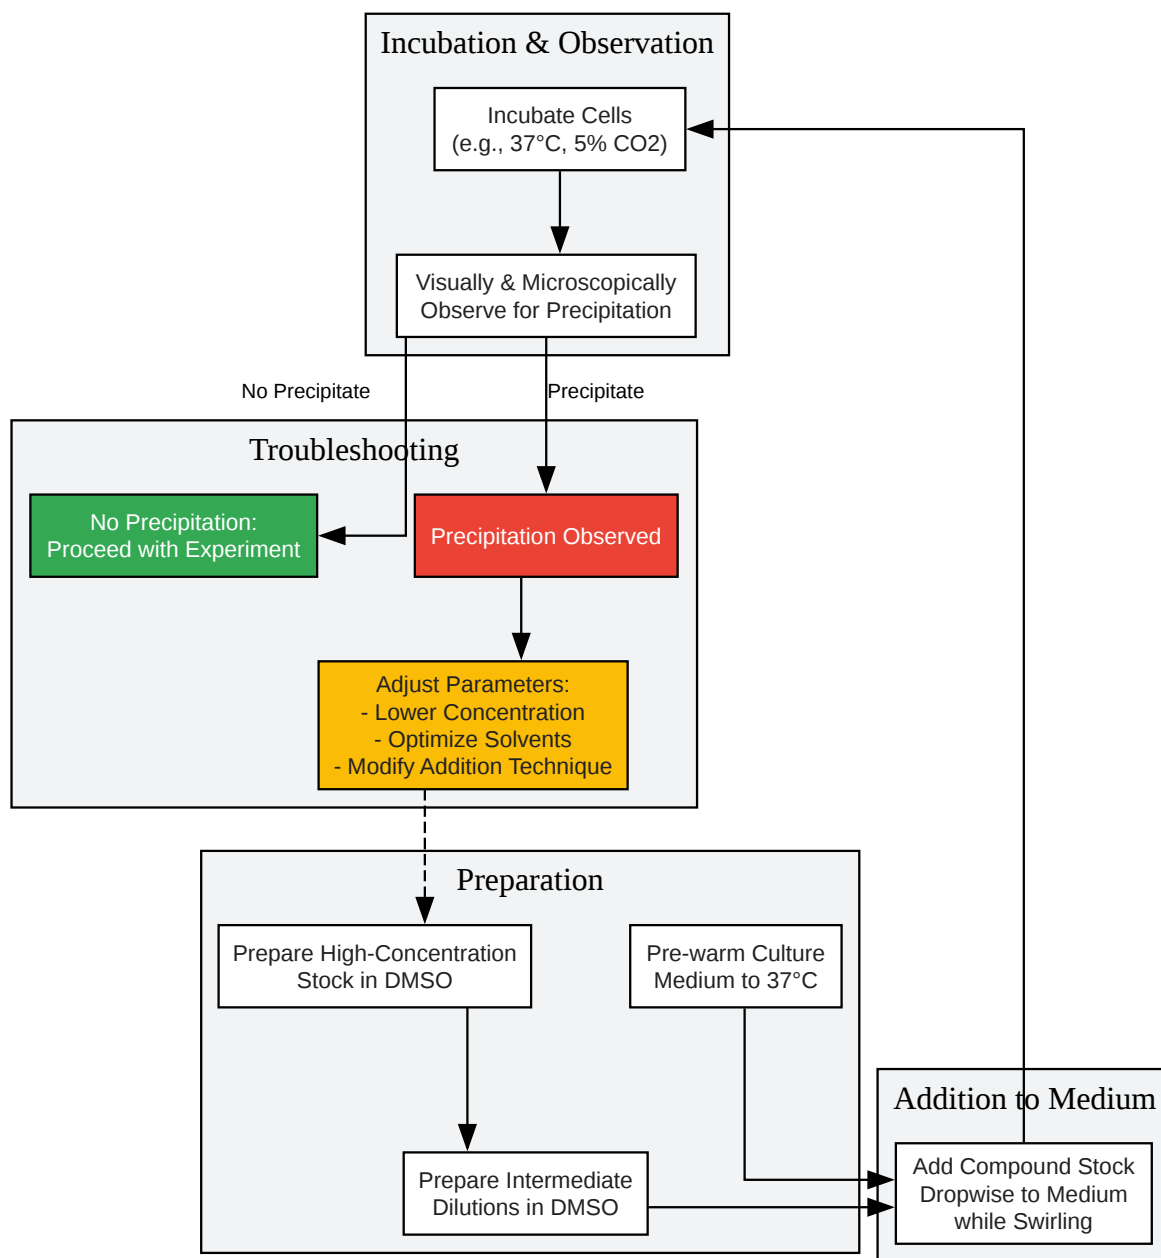 Incubation & Observation
Incubate Cells
(e.g., 37°C, 5% CO2)
Visually & Microscopically
Observe for Precipitation
No Precipitate
Precipitate
Troubleshooting
No Precipitation:
Proceed with Experiment
Precipitation Observed
Adjust Parameters:
- Lower Concentration
- Optimize Solvents
- Modify Addition Technique
Preparation
Prepare High-Concentration
Stock in DMSO
Pre-warm Culture
Medium to 37°C
Addition to Medium
Prepare Intermediate
Dilutions in DMSO
Add Compound Stock
Dropwise to Medium
while Swirling